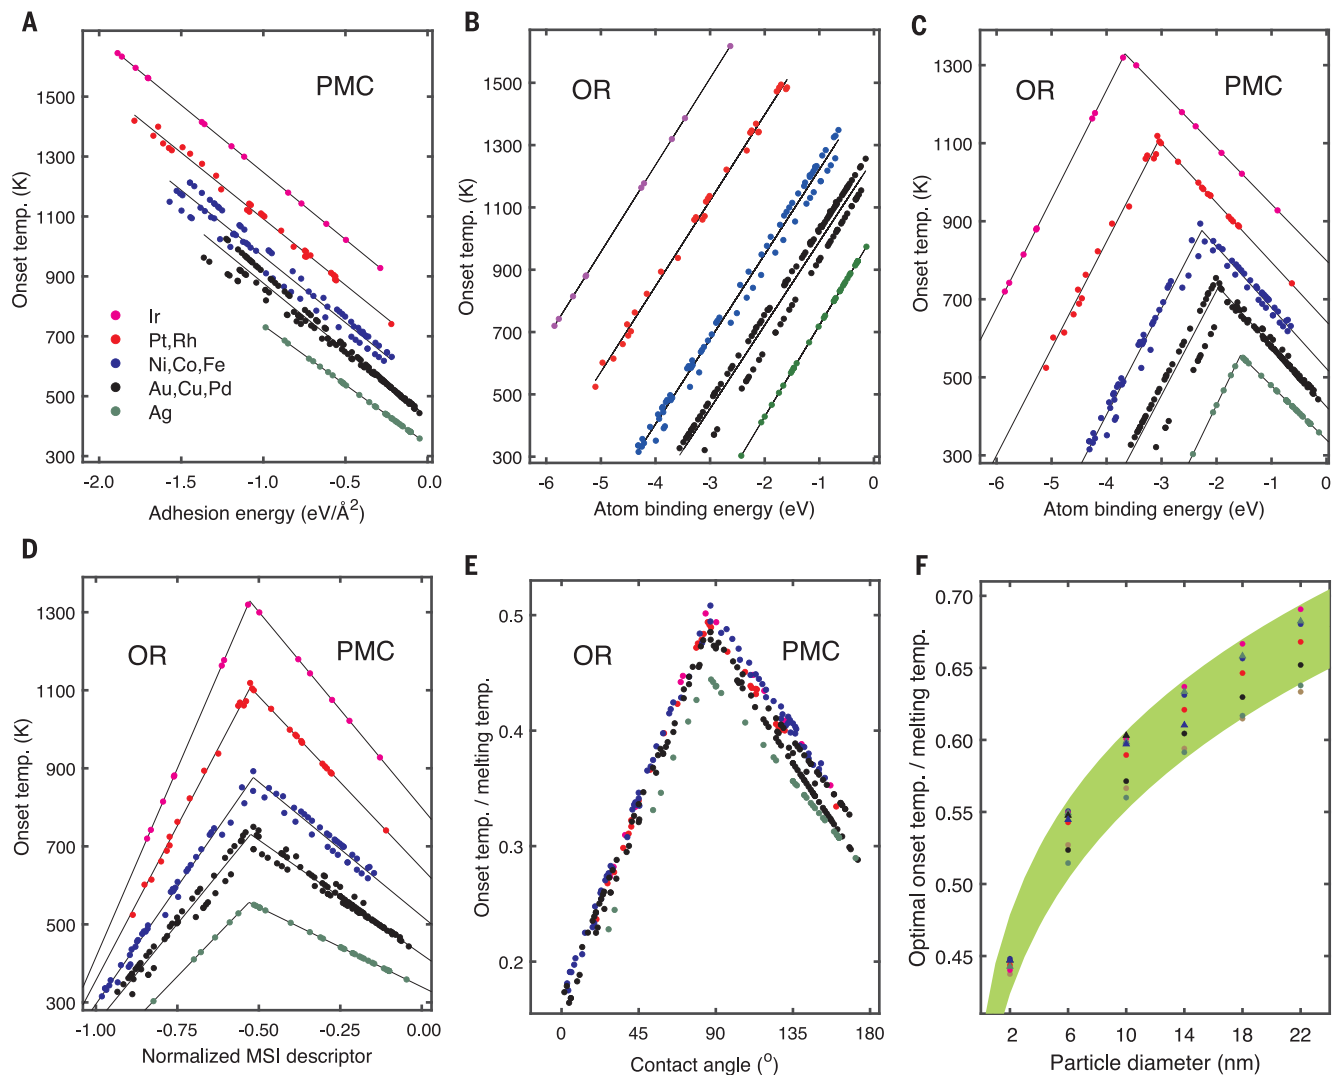 A
PMC
1500
1300
1100
900
700
500
300
Onset temp. (K)
Ir
Pt,Rh
Ni,Co,Fe
Au,Cu,Pd
Ag
-2.0 -1.5 -1.0 -0.5 0.0
Adhesion energy (eV/Å²)
B
OR
1500
1300
1100
900
700
500
300
Onset temp. (K)
-6 -5 -4 -3 -2 -1 0
Atom binding energy (eV)
C
OR PMC
1300
1100
900
700
500
300
Onset temp. (K)
-6 -5 -4 -3 -2 -1 0
Atom binding energy (eV)
D
OR PMC
1300
1100
900
700
500
300
Onset temp. (K)
-1.00 -0.75 -0.50 -0.25 0.00
Normalized MSI descriptor
E
OR PMC
0.5
0.4
0.3
0.2
Onset temp. / melting temp.
0 45 90 135 180
Contact angle (°)
F
0.70
0.65
0.60
0.55
0.50
0.45
Optimal onset temp. / melting temp.
2 6 10 14 18 22
Particle diameter (nm)